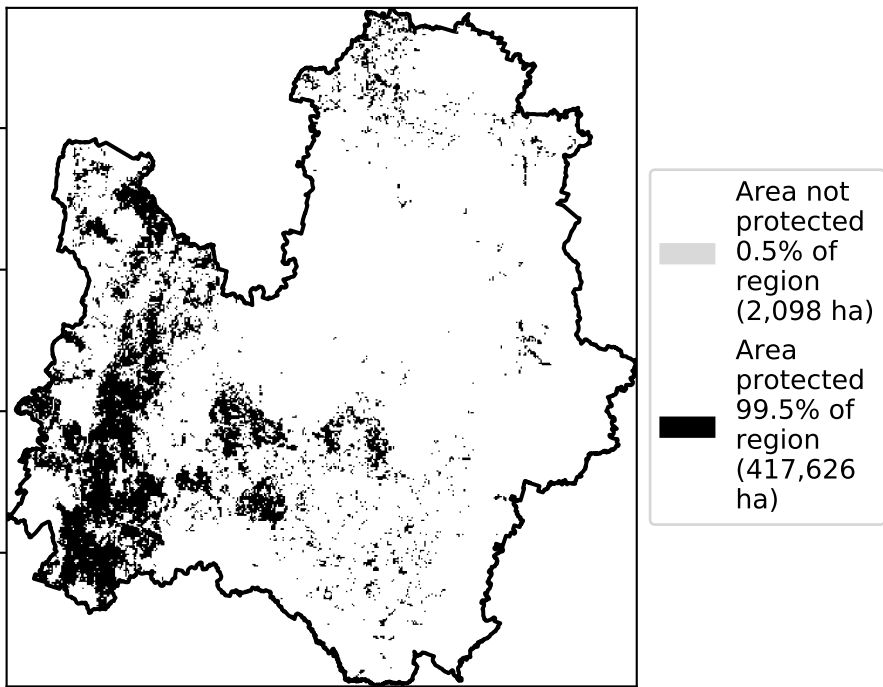 Area not
protected
0.5% of
region
(2,098 ha)
Area
protected
99.5% of
region
(417,626
ha)